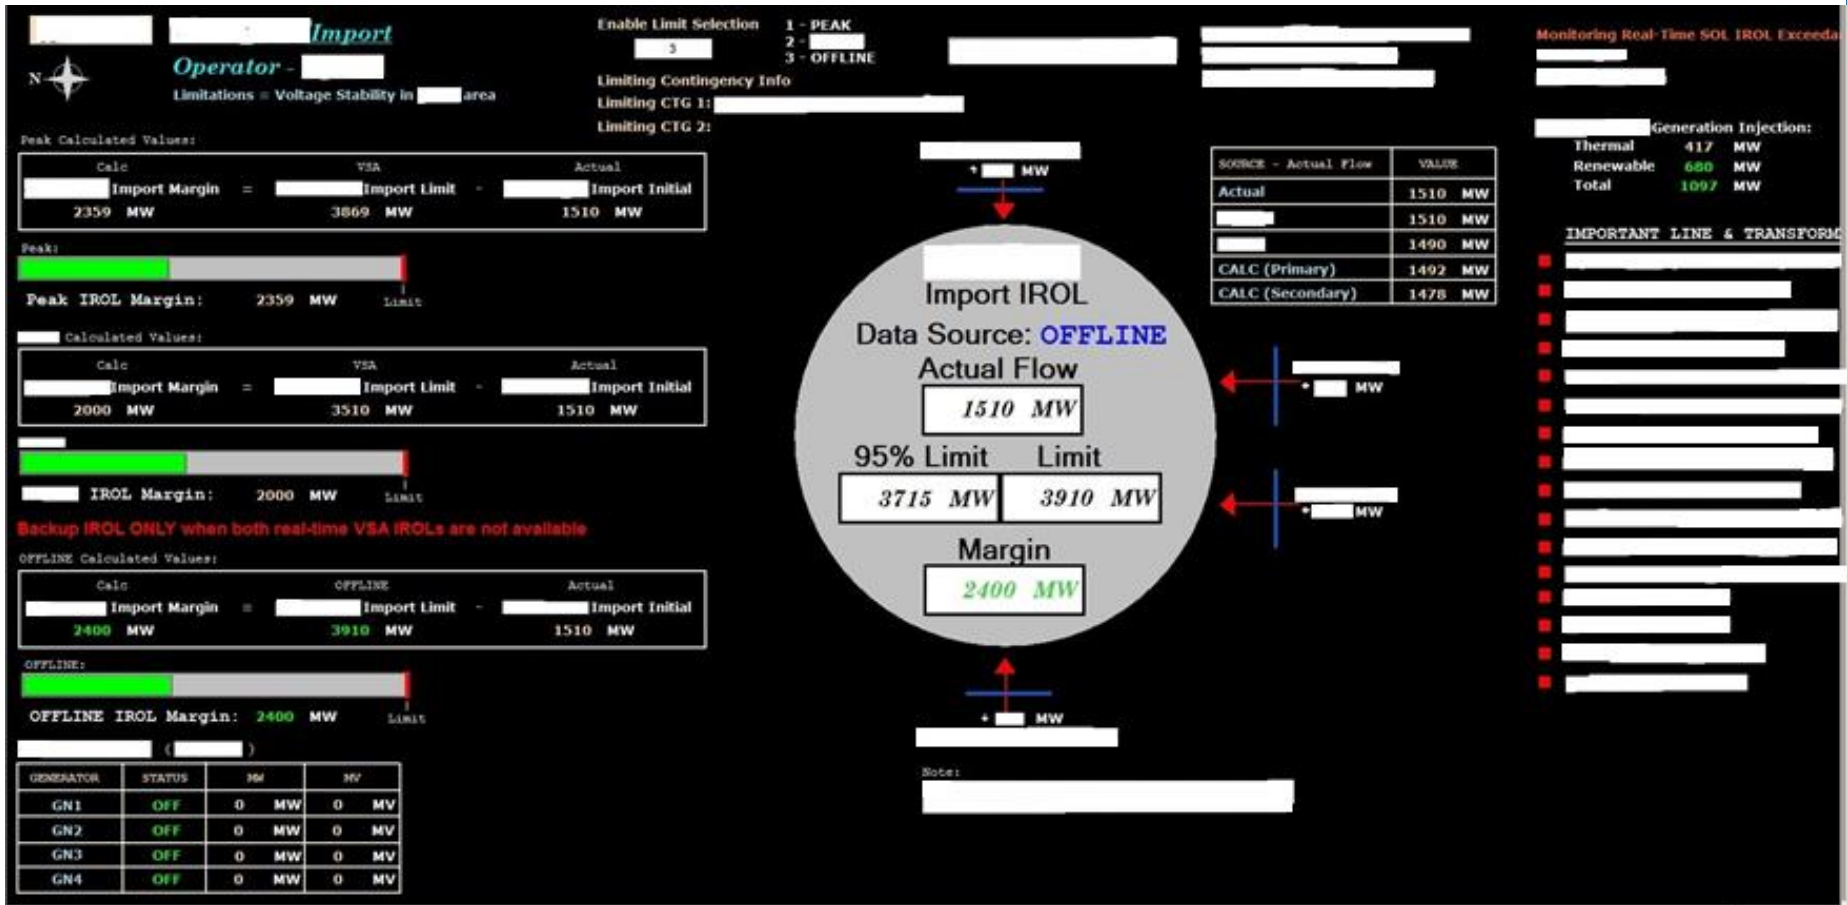 Import
Operator -
Limitations = Voltage Stability in area
N
Enable Limit Selection
3
1 - PEAK
2 -
3 - OFFLINE
Limiting Contingency Info
Limiting CTG 1:
Limiting CTG 2:
Monitoring Real-Time SOL IROL Exceeda
Generation Injection:
Thermal 417 MW
Renewable 680 MW
Total 1097 MW
IMPORTANT LINE & TRANSFORM
Peak Calculated Values:
Calc VSA Actual
Import Margin = Import Limit - Import Initial
2359 MW 3869 MW 1510 MW
Peak:
Peak IROL Margin: 2359 MW Limit
Calculated Values:
Calc VSA Actual
Import Margin = Import Limit - Import Initial
2000 MW 3510 MW 1510 MW
IROL Margin: 2000 MW Limit
Backup IROL ONLY when both real-time VSA IROLs are not available
OFFLINE Calculated Values:
Calc OFFLINE Actual
Import Margin = Import Limit - Import Initial
2400 MW 3910 MW 1510 MW
OFFLINE:
OFFLINE IROL Margin: 2400 MW Limit
( )
GENERATOR STATUS MW MV
GN1 OFF 0 MW 0 MV
GN2 OFF 0 MW 0 MV
GN3 OFF 0 MW 0 MV
GN4 OFF 0 MW 0 MV
+ MW
Import IROL
Data Source: OFFLINE
Actual Flow
1510 MW
95% Limit Limit
3715 MW 3910 MW
Margin
2400 MW
+ MW
Note:
SOURCE - Actual Flow VALUE
Actual 1510 MW
1510 MW
1490 MW
CALC (Primary) 1492 MW
CALC (Secondary) 1478 MW
+ MW
+ MW